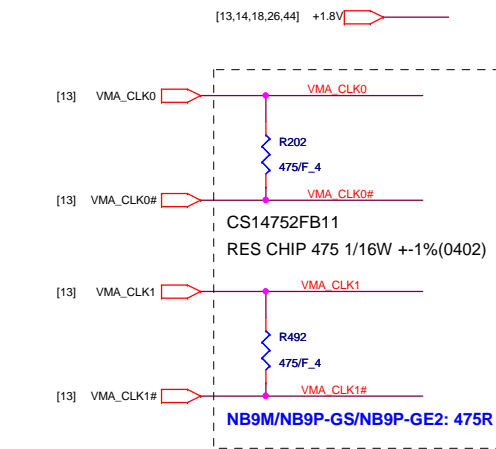 [13,14,18,26,44] +1.8V
[13] VMA_CLK0 VMA_CLK0
R202
475/F_4
[13] VMA_CLK0# VMA_CLK0#
CS14752FB11
RES CHIP 475 1/16W +-1%(0402)
[13] VMA_CLK1 VMA_CLK1
R492
475/F_4
[13] VMA_CLK1# VMA_CLK1#
NB9M/NB9P-GS/NB9P-GE2: 475R